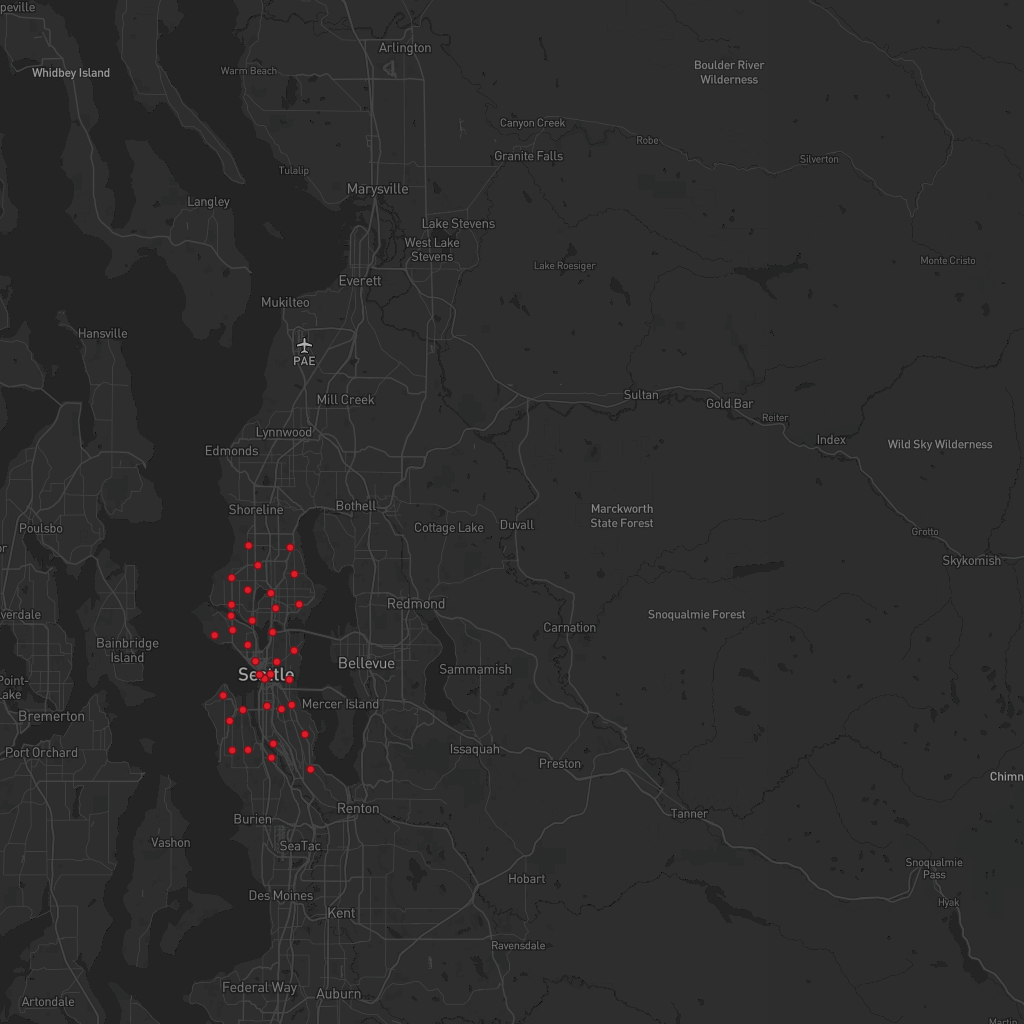 peville
Arlington
Whidbey Island
Warm Beach
Boulder River
Wilderness
Canyon Creek
Robe
Granite Falls
Silverton
Tulalip
Marysville
Langley
Lake Stevens
West Lake
Stevens
Lake Roesiger
Monte Cristo
Everett
Mukilteo
Hansville
PAE
Mill Creek
Sultan
Gold Bar
Reiter
Lynnwood
Index
Wild Sky Wilderness
Edmonds
Shoreline
Bothell
Marckworth
State Forest
Poulsbo
Cottage Lake
Duvall
Grotto
or
Skykomish
Redmond
verdale
Snoqualmie Forest
Carnation
Bainbridge
Island
Bellevue
Sammamish
Seattle
Point-
Lake
Mercer Island
Bremerton
Port Orchard
Issaquah
Preston
Chimn
Renton
Tanner
Burien
Vashon
SeaTac
Snoqualmie
Pass
Hobart
Des Moines
Hyak
Kent
Ravensdale
Federal Way
Auburn
Artondale
Martin